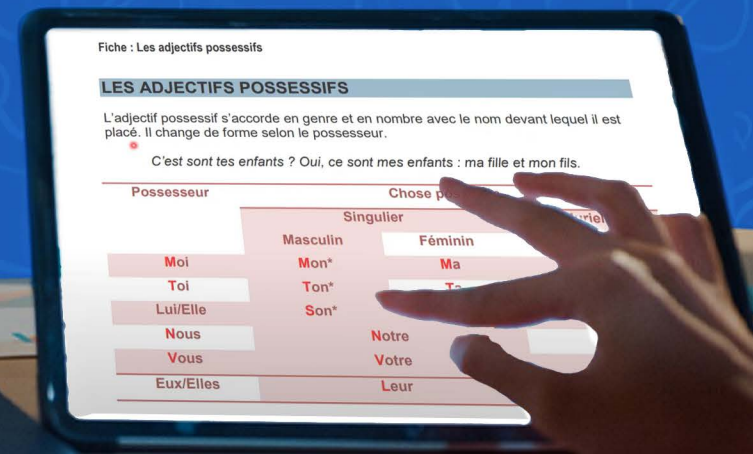 Fiche : Les adjectifs possessifs
LES ADJECTIFS POSSESSIFS
L'adjectif possessif s'accorde en genre et en nombre avec le nom devant lequel il est
placé. Il change de forme selon le possesseur.
C'est sont tes enfants ? Oui, ce sont mes enfants : ma fille et mon fils.
Possesseur Chose
Singulier
Masculin Féminin
Moi Mon* Ma
Toi Ton*
Lui/Elle Son*
Nous Notre
Vous Votre
Eux/Elles Leur